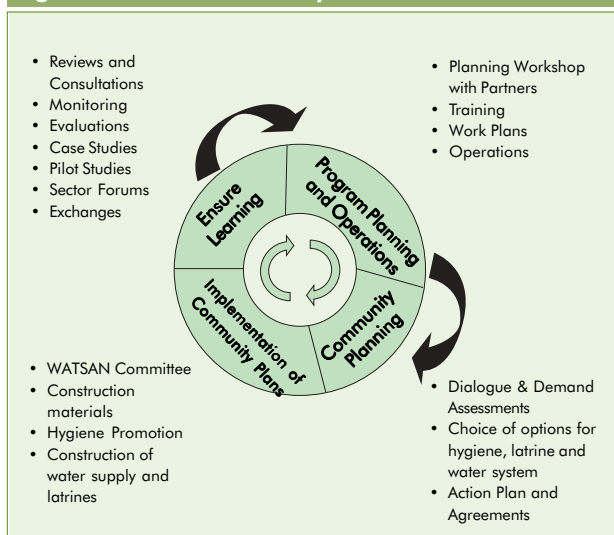 • Reviews and
Consultations
• Monitoring
• Evaluations
• Case Studies
• Pilot Studies
• Sector Forums
• Exchanges
• Planning Workshop
with Partners
• Training
• Work Plans
• Operations
Ensure
Learning
Program Planning
and Operations
Implementation of
Community Plans
Community
Planning
• WATSAN Committee
• Construction
materials
• Hygiene Promotion
• Construction of
water supply and
latrines
• Dialogue & Demand
Assessments
• Choice of options for
hygiene, latrine and
water system
• Action Plan and
Agreements